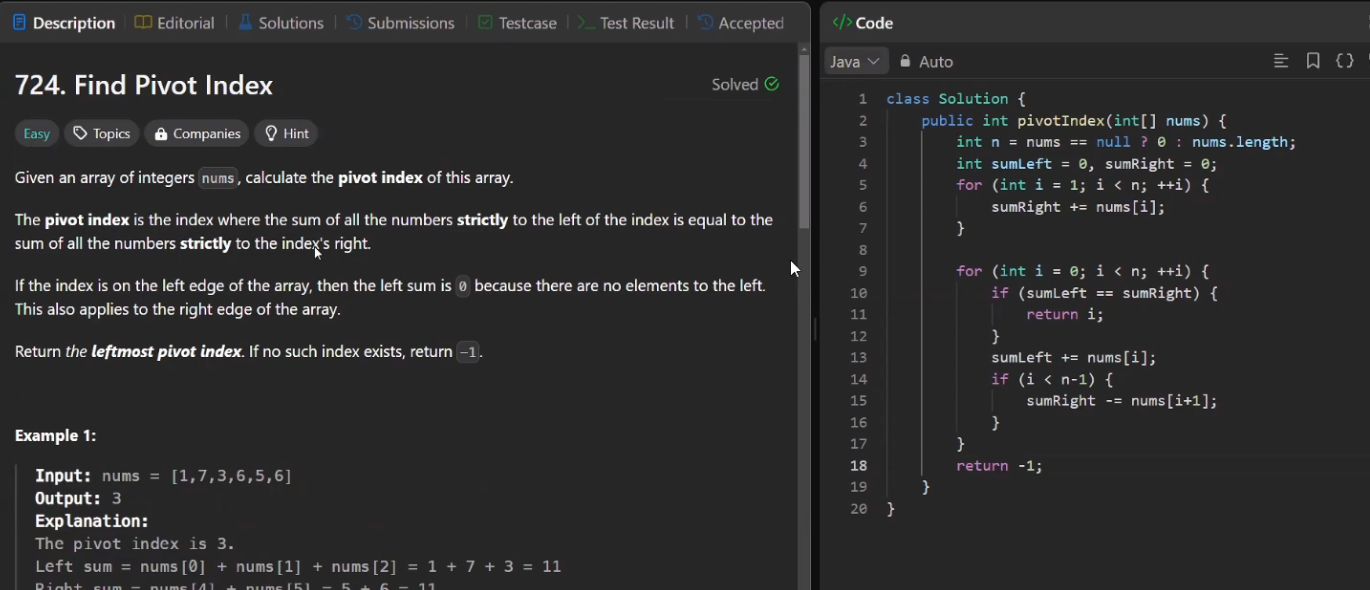 Description Editorial Solutions Submissions Testcase Test Result Accepted
724. Find Pivot Index
Solved
Easy Topics Companies Hint
Given an array of integers nums, calculate the pivot index of this array.
The pivot index is the index where the sum of all the numbers strictly to the left of the index is equal to the
sum of all the numbers strictly to the index's right.
If the index is on the left edge of the array, then the left sum is 0 because there are no elements to the left.
This also applies to the right edge of the array.
Return the leftmost pivot index. If no such index exists, return -1.
Example 1:
Input: nums = [1,7,3,6,5,6]
Output: 3
Explanation:
The pivot index is 3.
Left sum = nums[0] + nums[1] + nums[2] = 1 + 7 + 3 = 11
Right sum = nums[4] + nums[5] = 5 + 6 = 11
</> Code
Java Auto
1 class Solution {
2 public int pivotIndex(int[] nums) {
3 int n = nums == null ? 0 : nums.length;
4 int sumLeft = 0, sumRight = 0;
5 for (int i = 1; i < n; ++i) {
6 sumRight += nums[i];
7 }
8
9 for (int i = 0; i < n; ++i) {
10 if (sumLeft == sumRight) {
11 return i;
12 }
13 sumLeft += nums[i];
14 if (i < n-1) {
15 sumRight -= nums[i+1];
16 }
17 }
18 return -1;
19 }
20 }